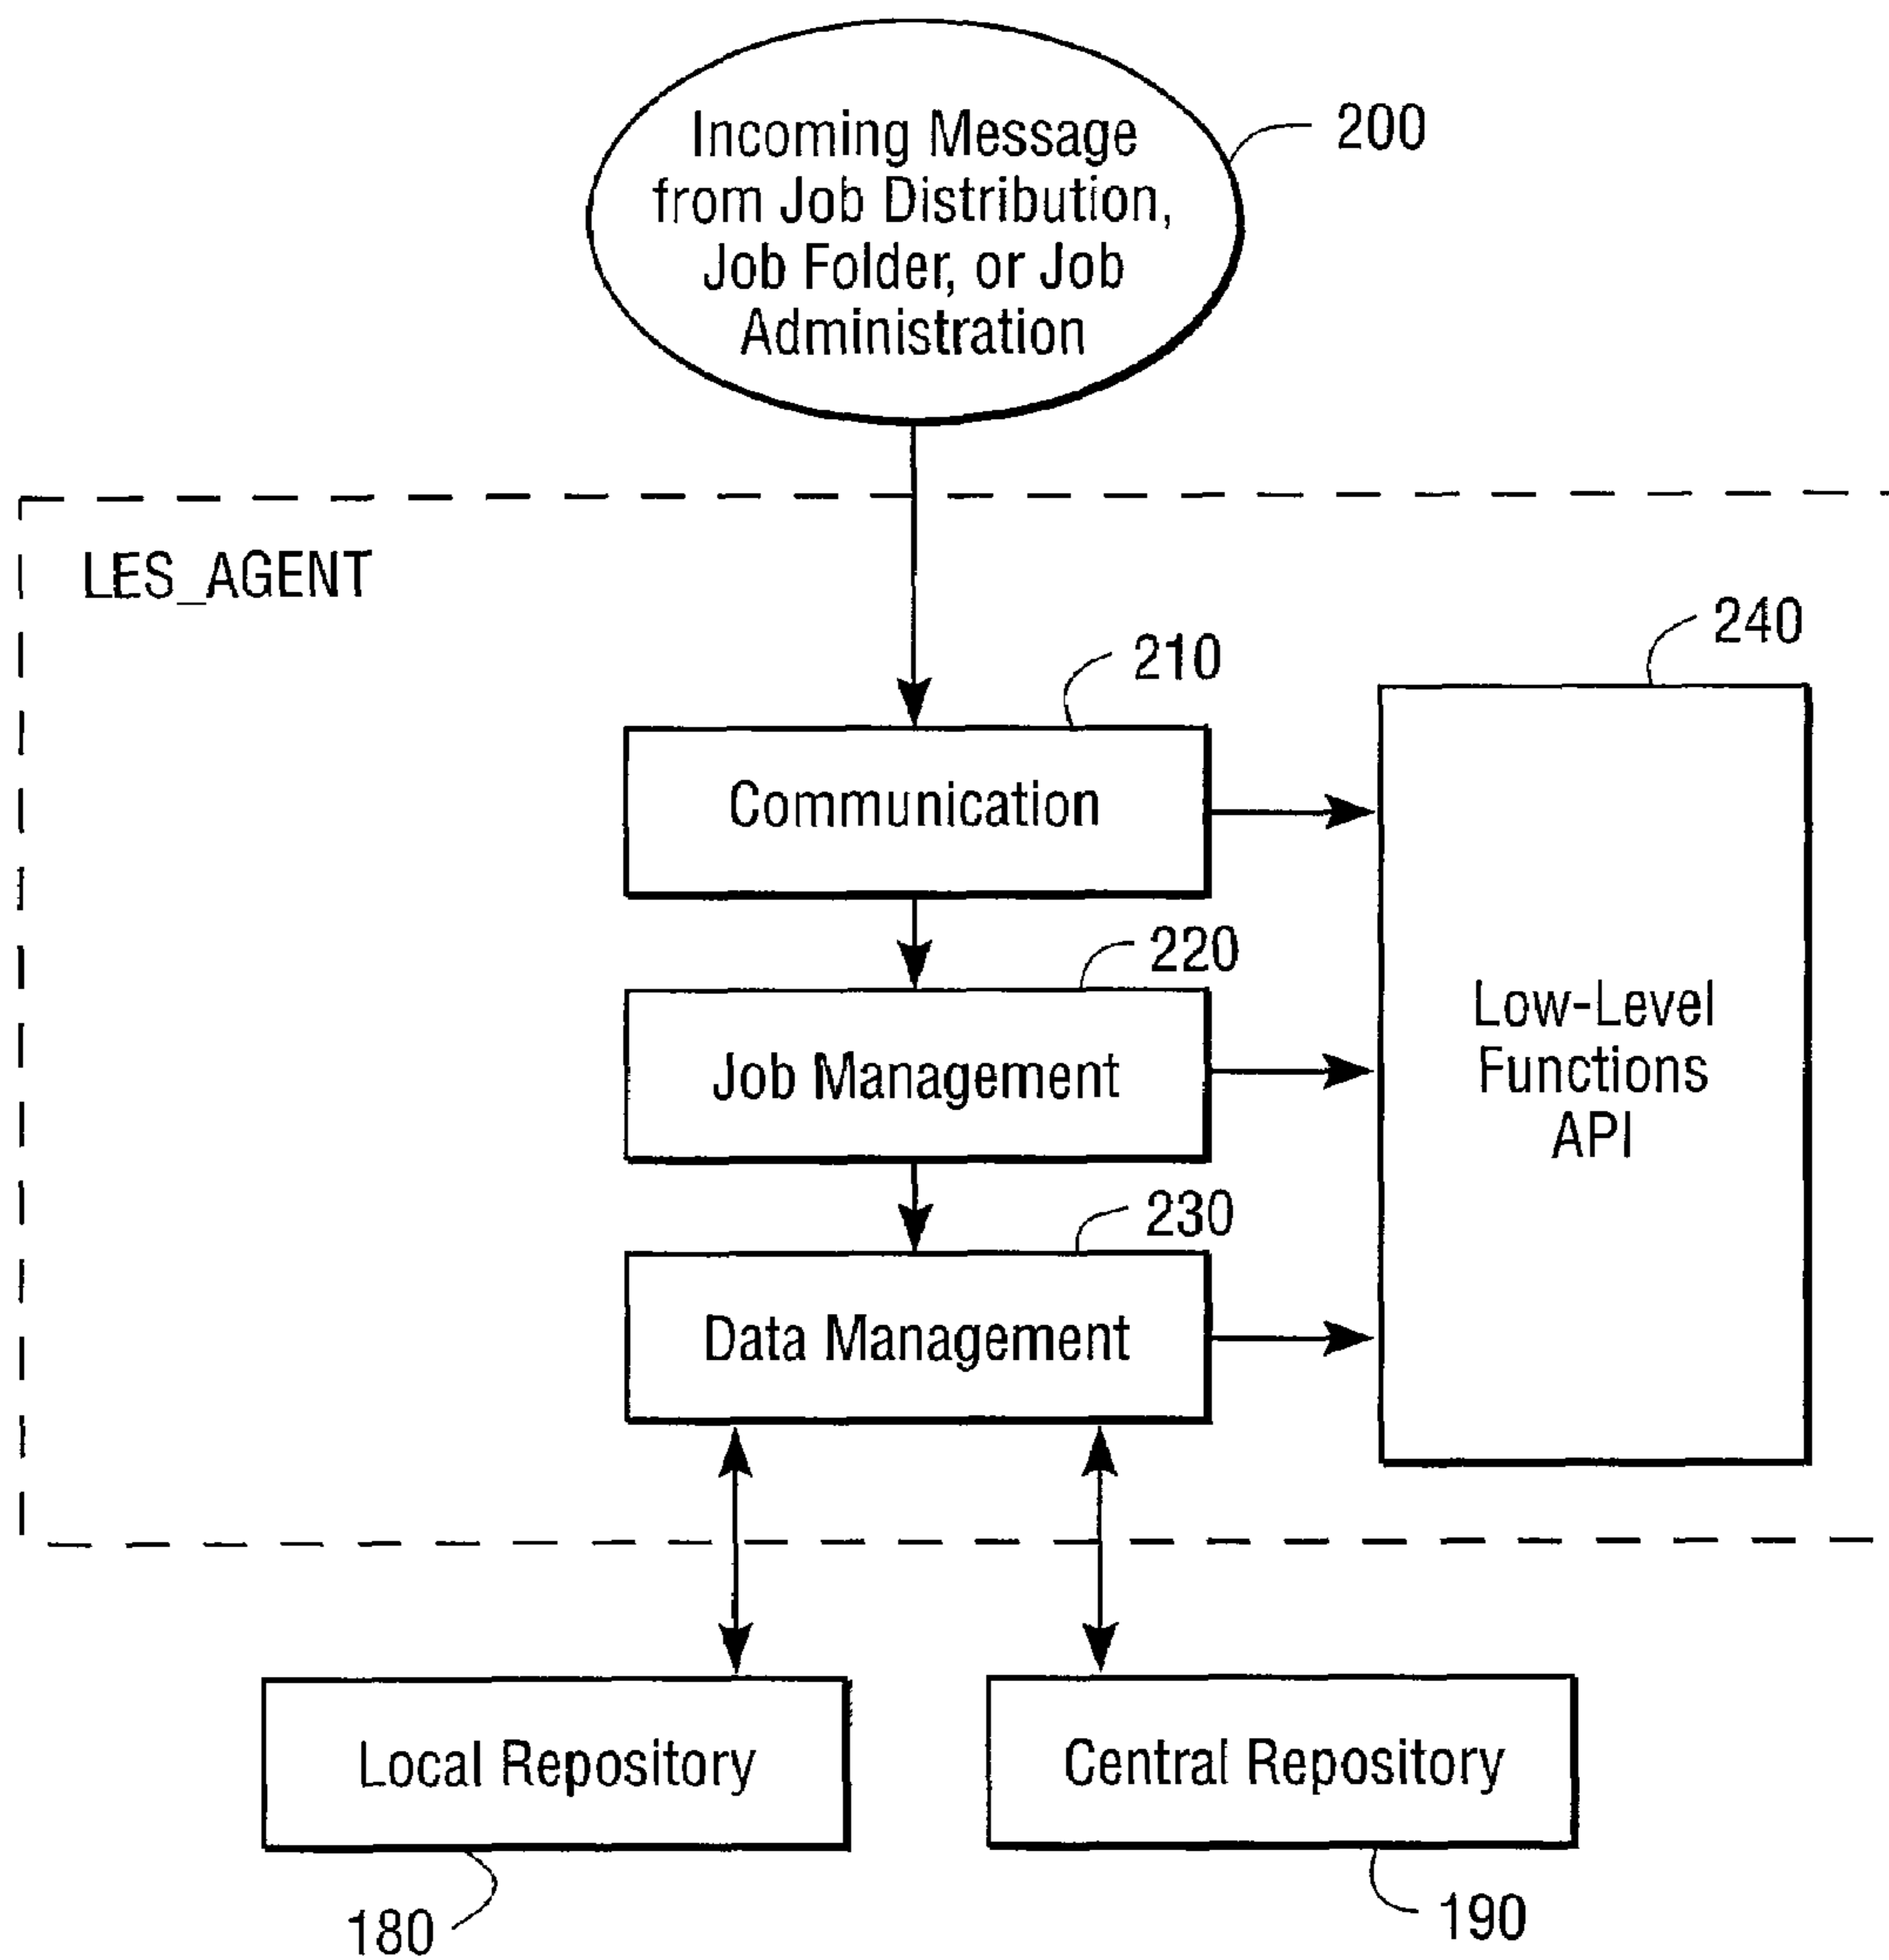 Incoming Message
from Job Distribution,
Job Folder, or Job
Administration
200
LES_AGENT
240
210
Communication
220
Low-Level
Functions
API
Job Management
230
Data Management
Local Repository
Central Repository
180
190